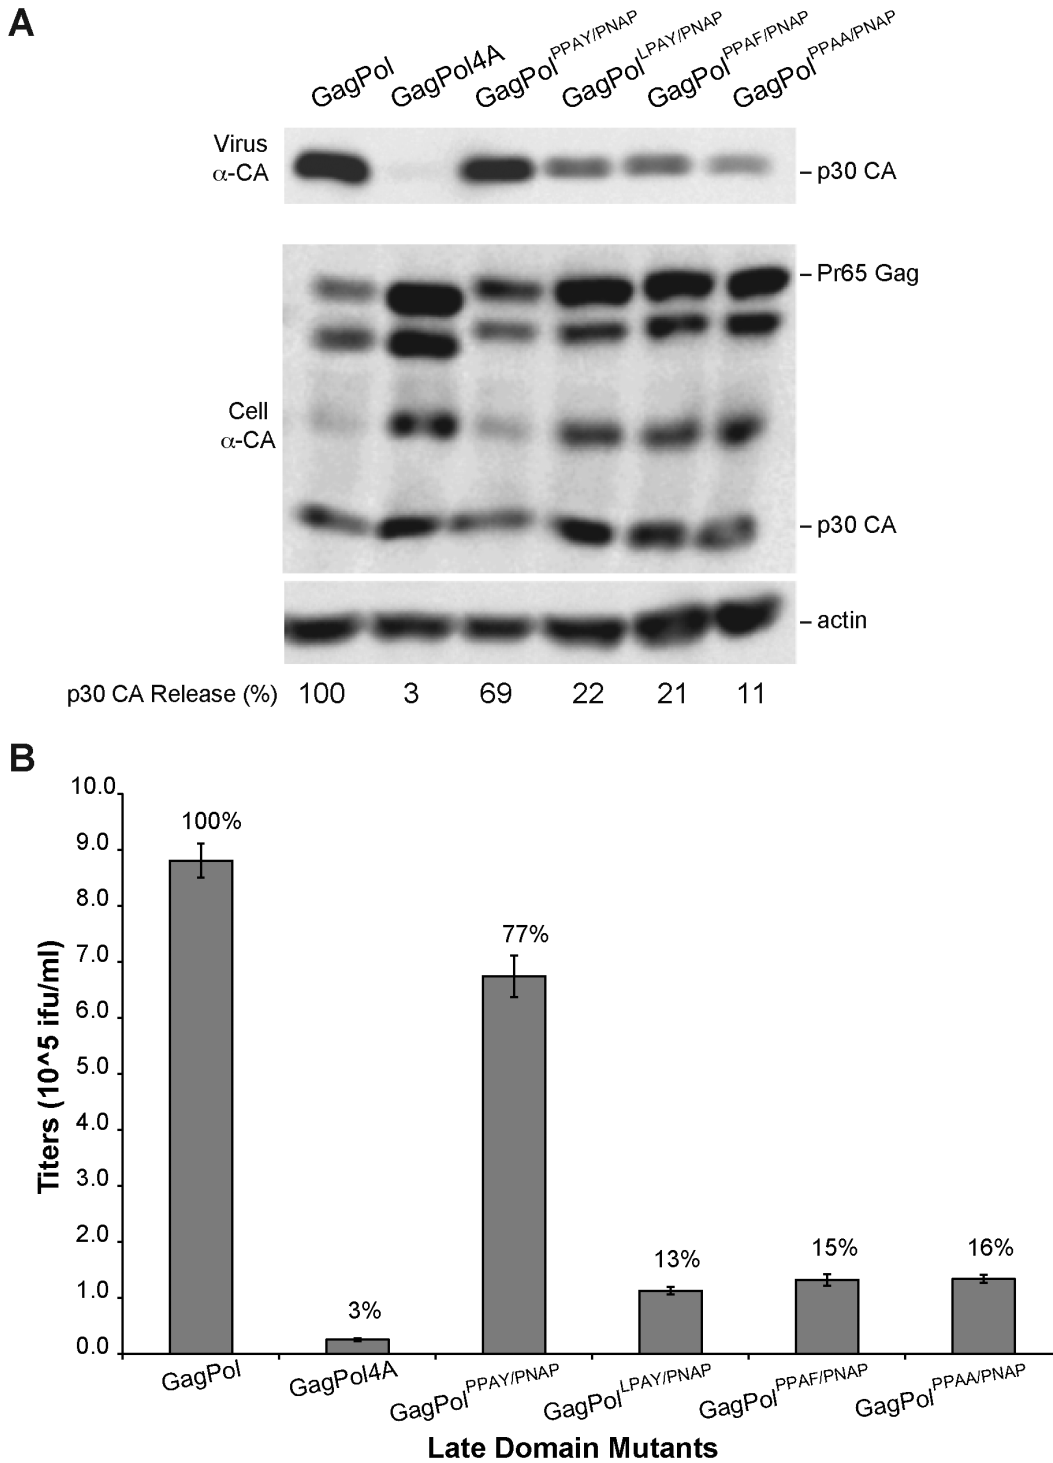 A
GagPol GagPol4A GagPolPPAY/PNAP GagPolLPAY/PNAP GagPolPPAF/PNAP GagPolPPAA/PNAP
Virus
α-CA
– p30 CA
– Pr65 Gag
Cell
α-CA
– p30 CA
– actin
p30 CA Release (%) 100 3 69 22 21 11
B
Titers (10^5 ifu/ml)
10.0
9.0
8.0
7.0
6.0
5.0
4.0
3.0
2.0
1.0
0.0
100% 3% 77% 13% 15% 16%
GagPol GagPol4A GagPolPPAY/PNAP GagPolLPAY/PNAP GagPolPPAF/PNAP GagPolPPAA/PNAP
Late Domain Mutants